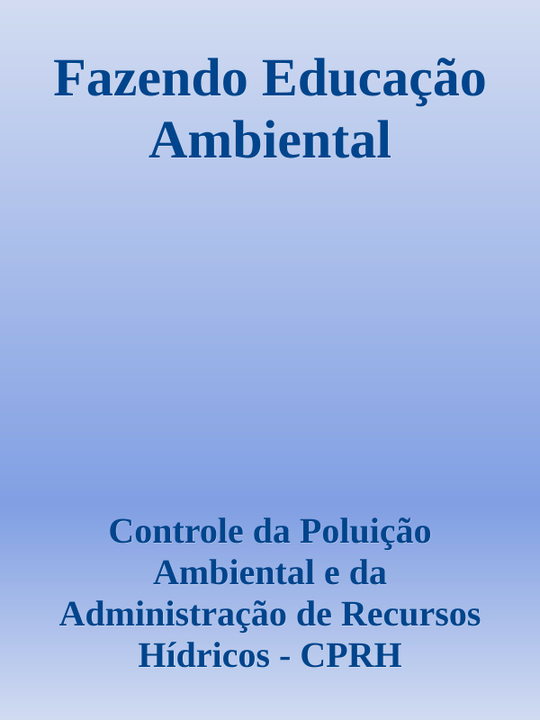 Fazendo Educação
Ambiental
Controle da Poluição
Ambiental e da
Administração de Recursos
Hídricos - CPRH